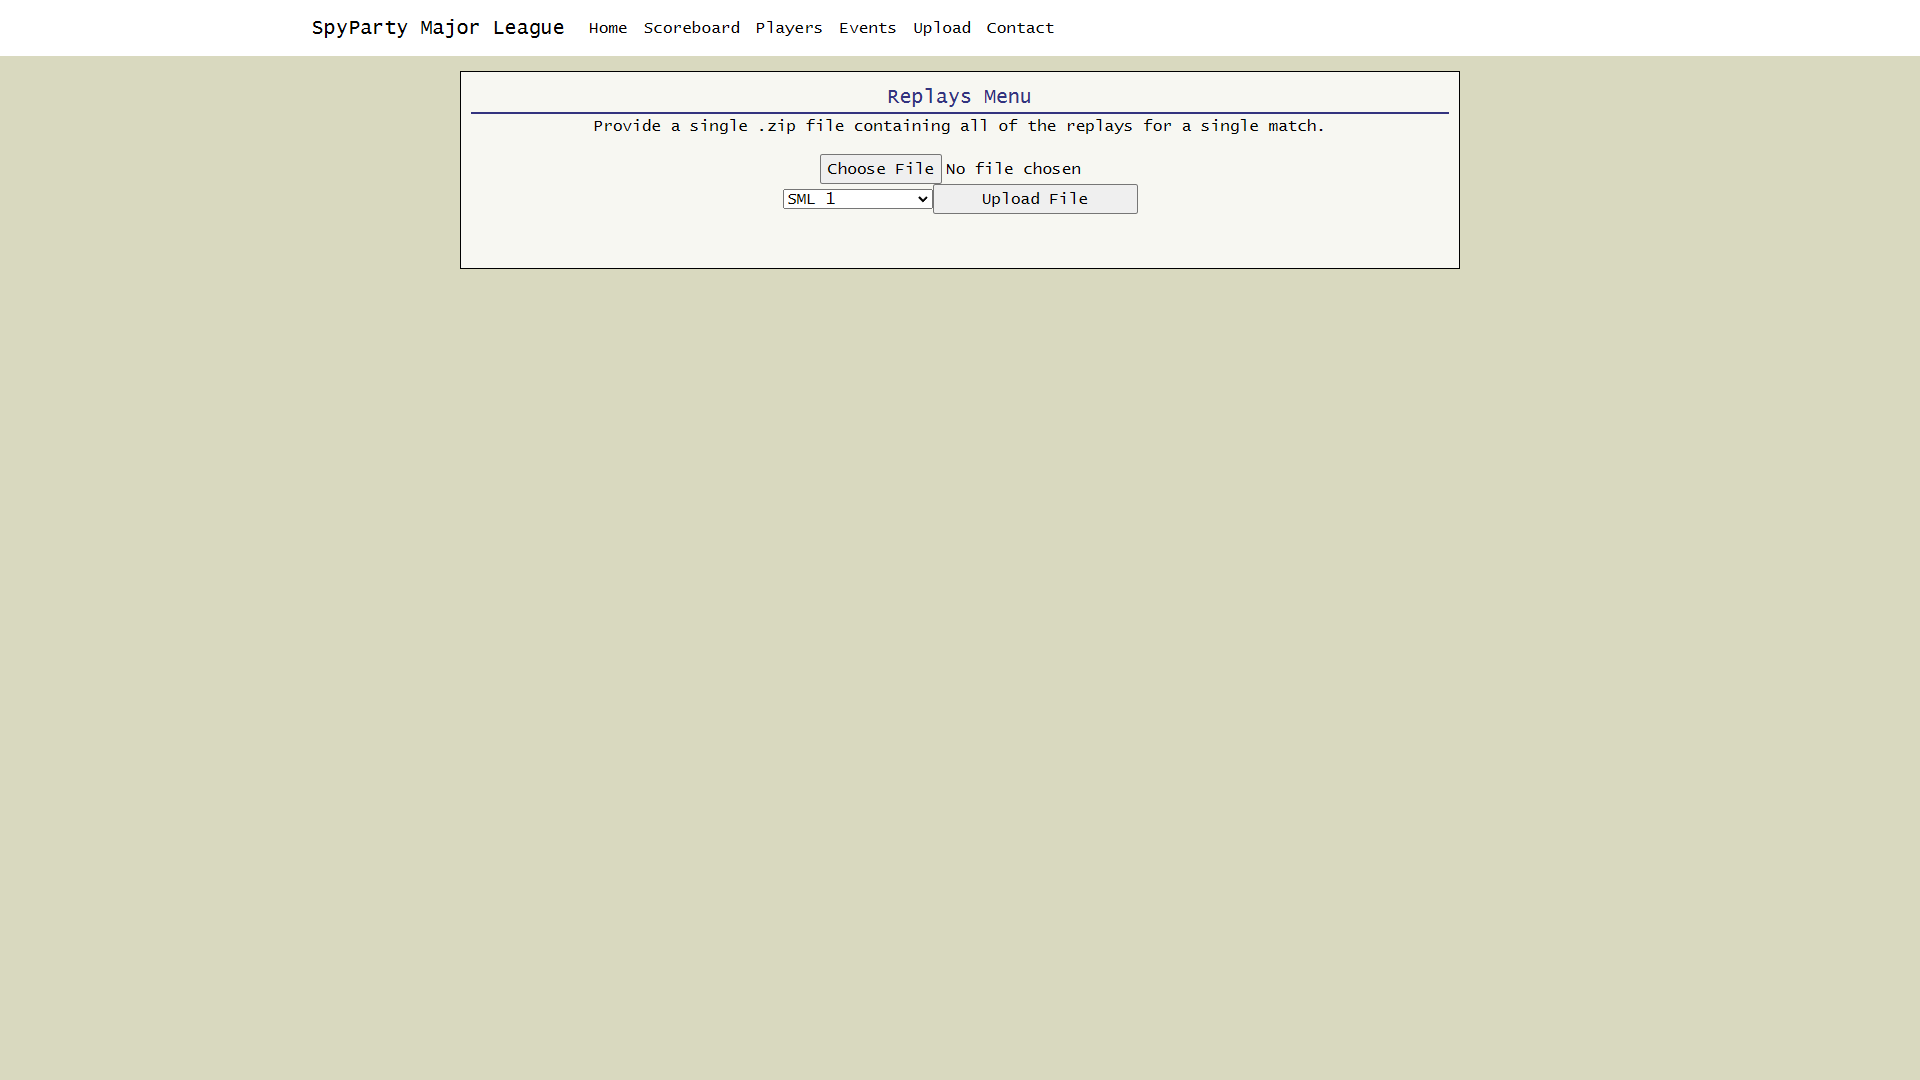 SpyParty Major League Home Scoreboard Players Events Upload Contact
Replays Menu
Provide a single .zip file containing all of the replays for a single match.
Choose File No file chosen
SML 1 Upload File